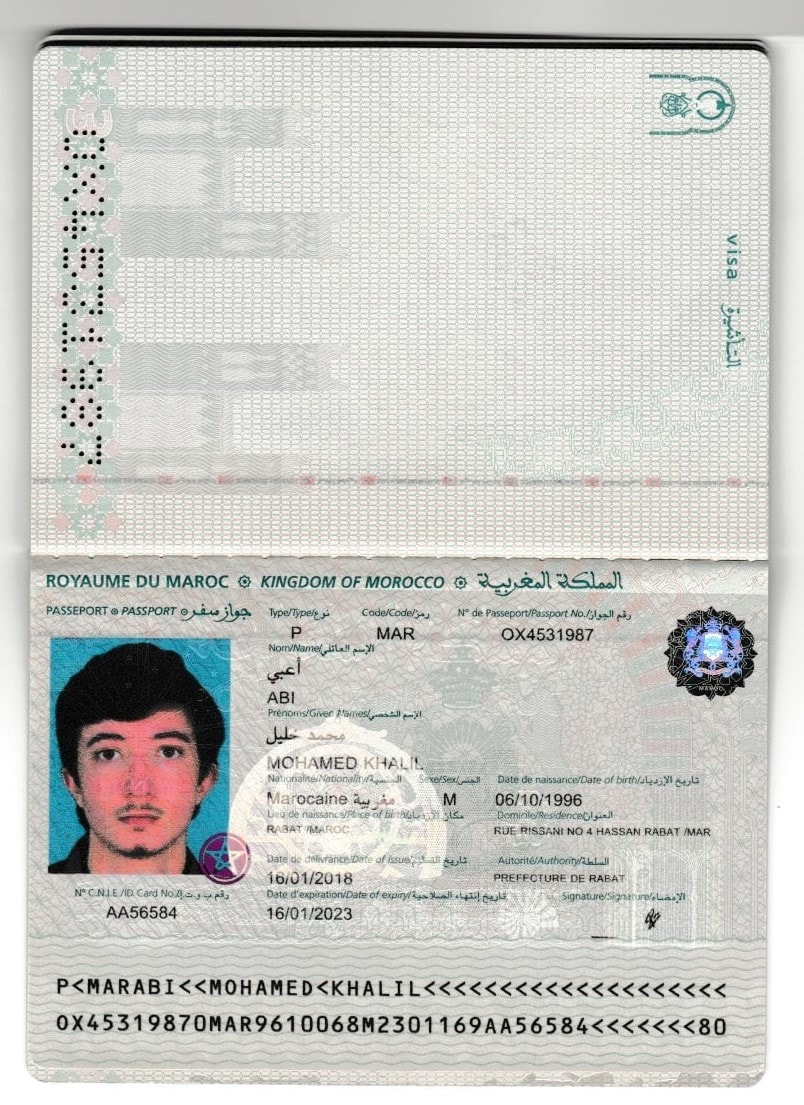 visa التأشيرة
ROYAUME DU MAROC KINGDOM OF MOROCCO المملكة المغربية
PASSEPORT PASSPORT جواز سفر
Type/Type/نوع Code/Code/رمز N° de Passeport/Passport No./رقم الجواز
P MAR OX4531987
Nom/Name/الإسم العائلي
أعبي
ABI
Prénoms/Given Names/الإسم الشخصي
محمد خليل
MOHAMED KHALIL
Nationalité/Nationality/الجنسية Sexe/Sex/الجنس Date de naissance/Date of birth/تاريخ الإزدياد
Marocaine مغربية M 06/10/1996
Lieu de naissance/Place of birth/مكان الإزدياد Domicile/Residence/العنوان
RABAT /MAROC RUE RISSANI NO 4 HASSAN RABAT /MAR
Date de délivrance/Date of issue/تاريخ التسليم Autorité/Authority/السلطة
16/01/2018 PREFECTURE DE RABAT
N° C.N.I.E./ID Card No./رقم ب.و.ت Date d'expiration/Date of expiry/تاريخ إنتهاء الصلاحية Signature/Signature/الإمضاء
AA56584 16/01/2023
MAROC
P<MARABI<<MOHAMED<KHALIL<<<<<<<<<<<<<<<<<<<<
OX45319870MAR9610068M2301169AA56584<<<<<<<80